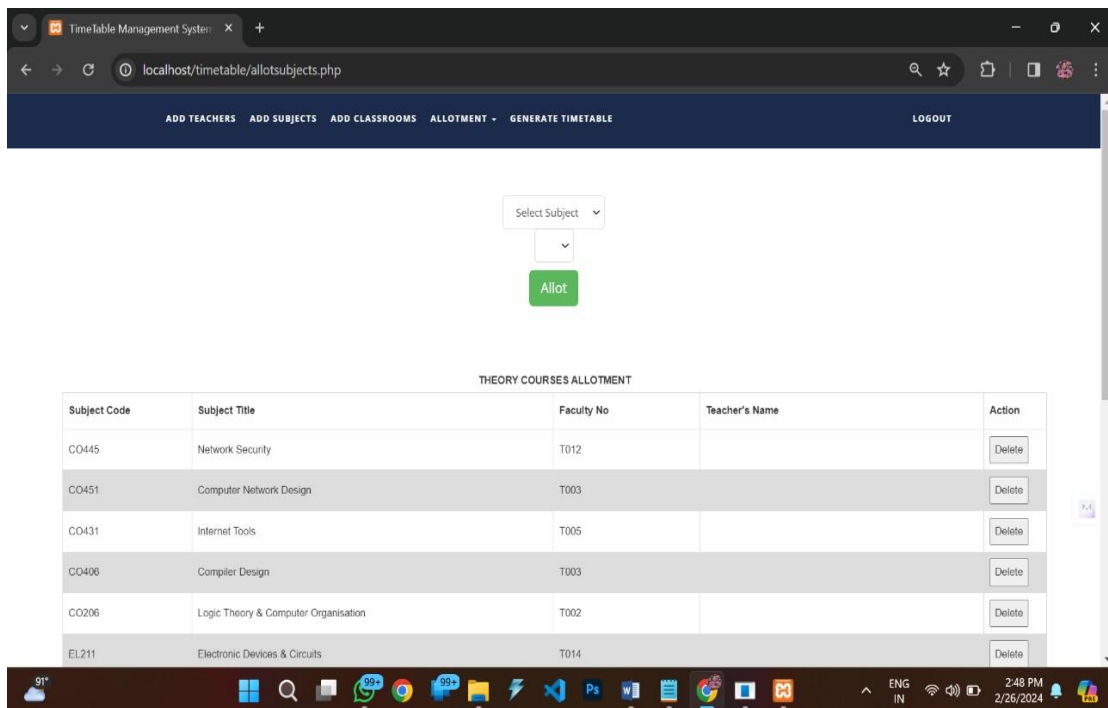 TimeTable Management System
localhost/timetable/allotsubjects.php
ADD TEACHERS ADD SUBJECTS ADD CLASSROOMS ALLOTMENT GENERATE TIMETABLE LOGOUT
Select Subject
Allot
THEORY COURSES ALLOTMENT
Subject Code Subject Title Faculty No Teacher's Name Action
CO445 Network Security T012 Delete
CO451 Computer Network Design T003 Delete
CO431 Internet Tools T005 Delete
CO406 Compiler Design T003 Delete
CO206 Logic Theory & Computer Organisation T002 Delete
EL211 Electronic Devices & Circuits T014 Delete
91° 99+ 99+ Ps W ENG 2:48 PM
IN 2/26/2024 PRE